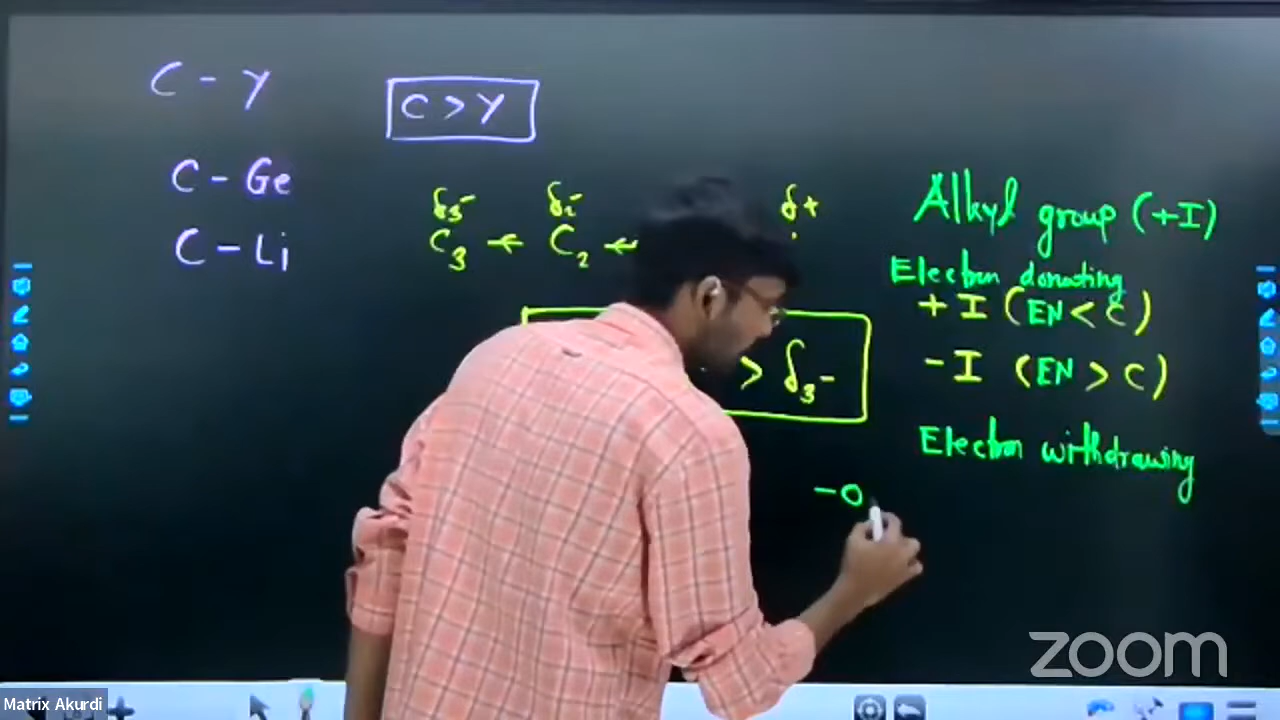 C - Y
C > Y
C - Ge
C - Li
δ3- δ2- δ+
C3 ← C2 ←
> δ3-
Alkyl group (+I)
Electron donating
+ I (EN < C)
- I (EN > C)
Electron withdrawing
- O
zoom
Matrix Akurdi